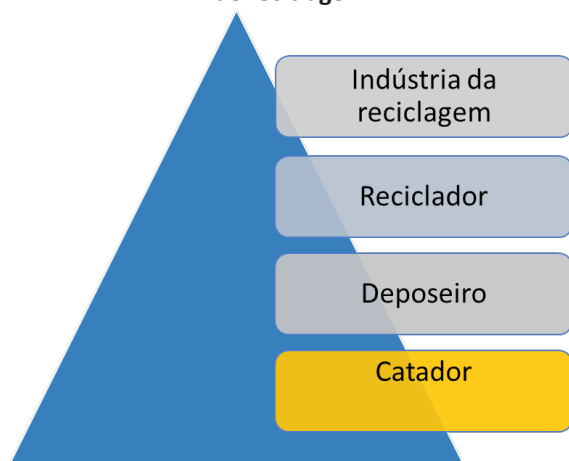 Indústria da
reciclagem
Reciclador
Deposeiro
Catador